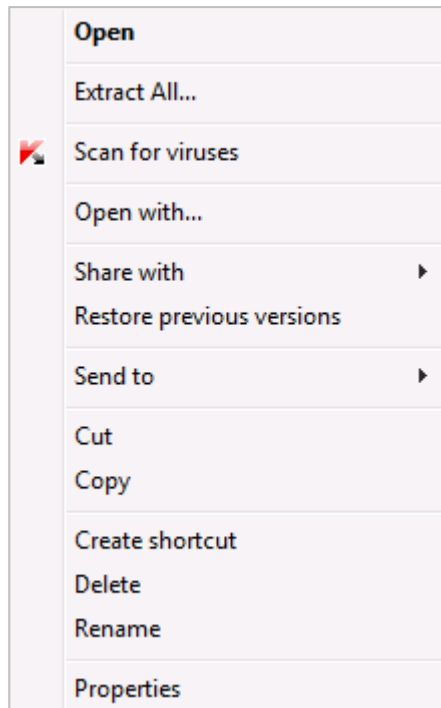 Open
Extract All...
Scan for viruses
Open with...
Share with
Restore previous versions
Send to
Cut
Copy
Create shortcut
Delete
Rename
Properties